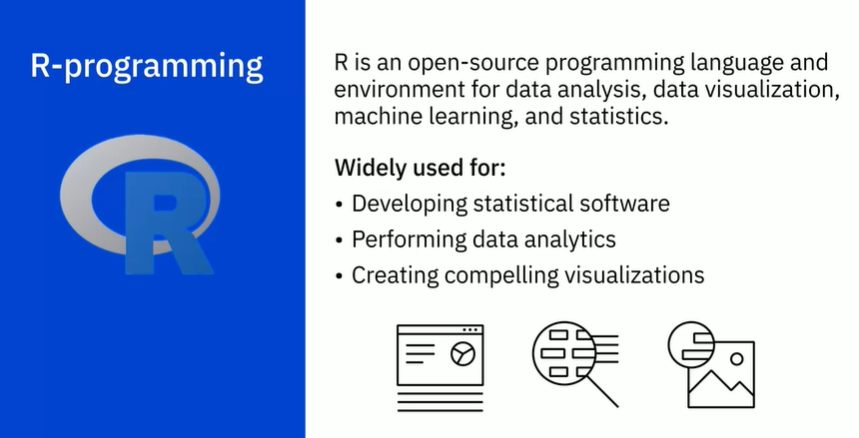 R-programming
R
R is an open-source programming language and
environment for data analysis, data visualization,
machine learning, and statistics.
Widely used for:
• Developing statistical software
• Performing data analytics
• Creating compelling visualizations